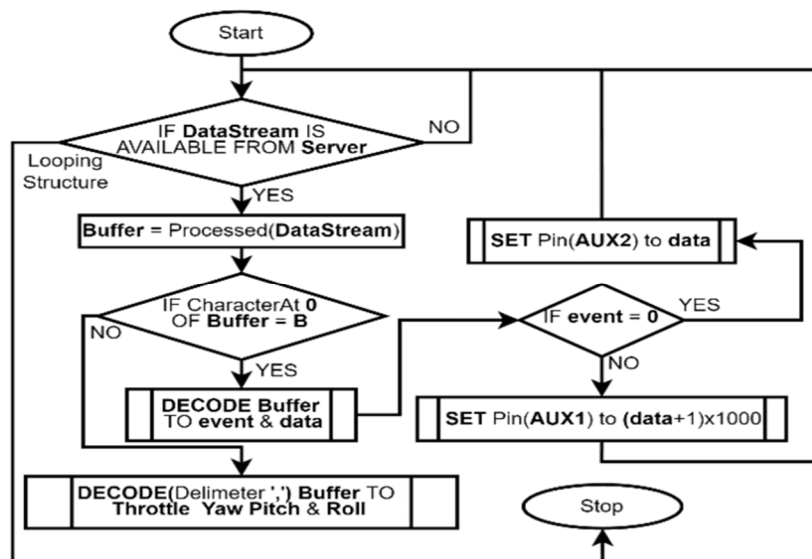 Start
IF DataStream IS
AVAILABLE FROM Server
NO
Looping
Structure
YES
Buffer = Processed(DataStream)
SET Pin(AUX2) to data
IF CharacterAt 0
OF Buffer = B
NO
IF event = 0
YES
YES
NO
DECODE Buffer
TO event & data
SET Pin(AUX1) to (data+1)x1000
DECODE(Delimeter ',') Buffer TO
Throttle Yaw Pitch & Roll
Stop